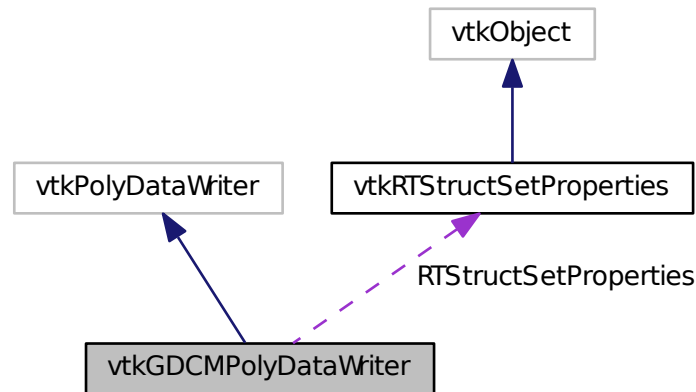 vtkObject
vtkPolyDataWriter
vtkRTStructSetProperties
RTStructSetProperties
vtkGDCMPolyDataWriter